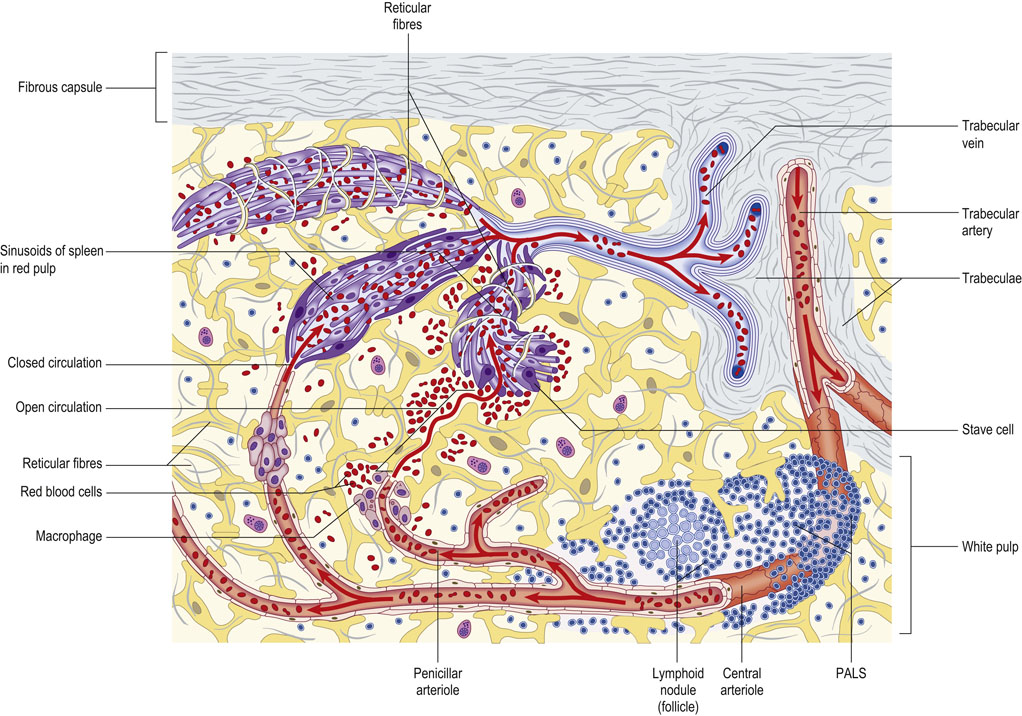 Reticular
fibres
Fibrous capsule
Trabecular
vein
Trabecular
artery
Sinusoids of spleen
in red pulp
Trabeculae
Closed circulation
Open circulation
Stave cell
Reticular fibres
Red blood cells
Macrophage
White pulp
Penicillar
arteriole
Lymphoid
nodule
(follicle)
Central
arteriole
PALS